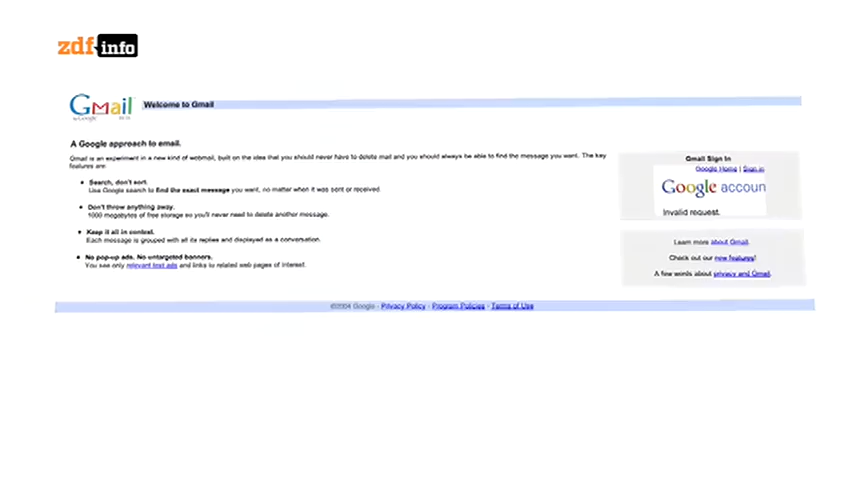 zdf info
Gmail Welcome to Gmail
by Google
A Google approach to email.
Gmail is an experiment in a new kind of webmail, built on the idea that you should never have to delete mail and you should always be able to find the message you want. The key
features are:
Search, don't sort.
Use Google search to find the exact message you want, no matter when it was sent or received.
Don't throw anything away.
1000 megabytes of free storage so you'll never need to delete another message.
Keep it all in context.
Each message is grouped with all its replies and displayed as a conversation.
No pop-up ads. No untargeted banners.
You see only relevant text ads and links to related web pages of interest.
Gmail Sign In
Google Home | Sign in
Google accoun
Invalid request.
Learn more about Gmail.
Check out our new features!
A few words about privacy and Gmail.
©2004 Google - Privacy Policy - Program Policies - Terms of Use